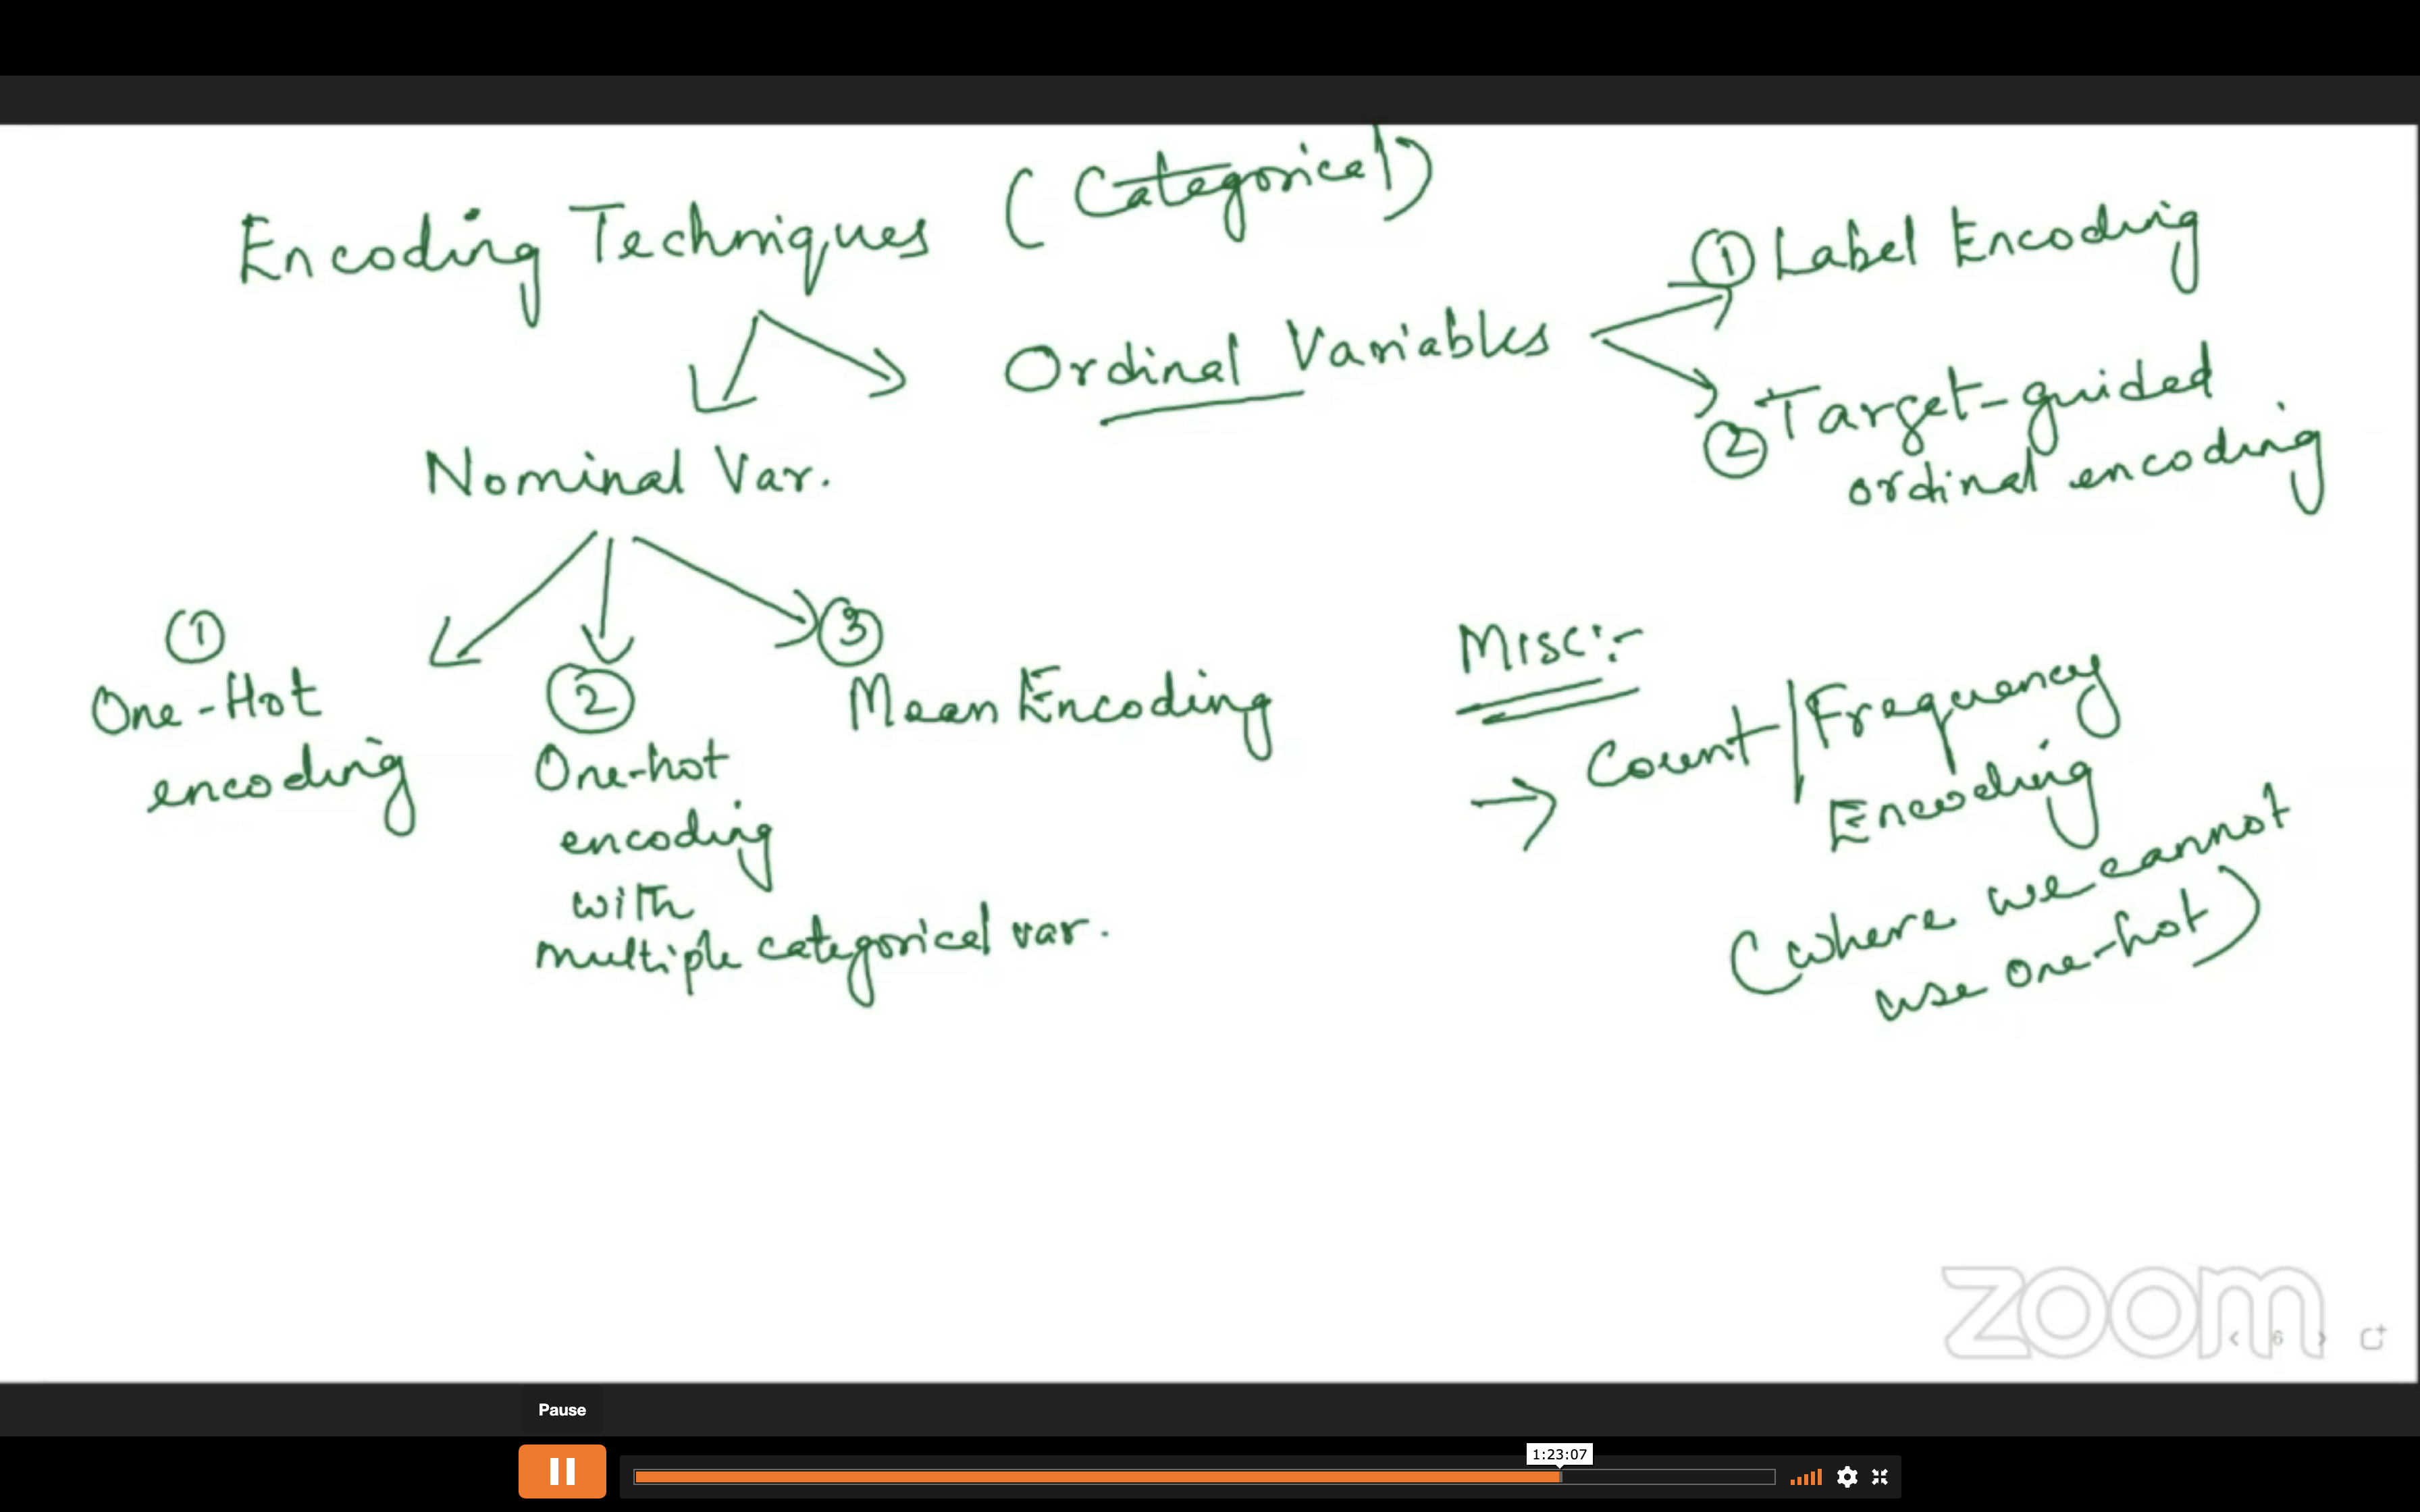 Encoding Techniques (Categorical)
Ordinal Variables
① Label Encoding
② Target-guided
ordinal encoding
Nominal Var.
①
One-Hot
encoding
②
One-hot
encoding
with
multiple categorical var.
③
Mean Encoding
Misc:-
→ Count/Frequency
Encoding
(where we cannot
use one-hot)
zoom
< 6 >
Pause
1:23:07